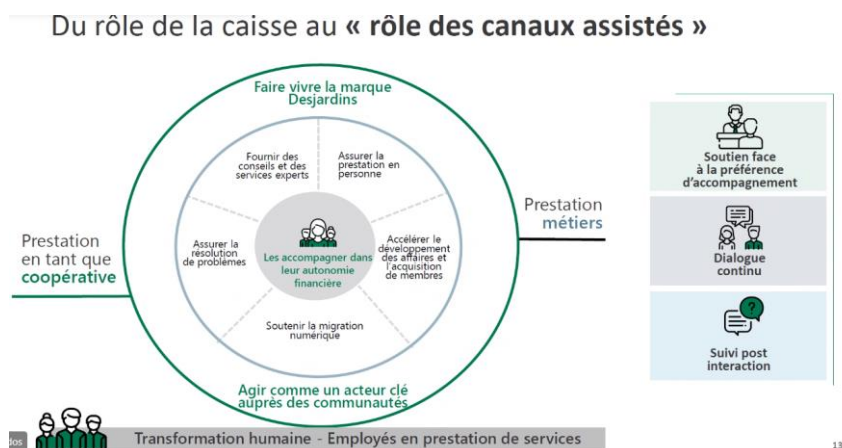 Du rôle de la caisse au « rôle des canaux assistés »
Faire vivre la marque
Desjardins
Fournir des
conseils et des
services experts
Assurer la
prestation en
personne
Prestation
en tant que
coopérative
Assurer la
résolution
de problèmes
Les accompagner dans
leur autonomie
financière
Accélérer le
développement
des affaires et
l'acquisition
de membres
Prestation
métiers
Soutenir la migration
numérique
Agir comme un acteur clé
auprès des communautés
Soutien face
à la préférence
d'accompagnement
Dialogue
continu
?
Suivi post
interaction
dos
Transformation humaine - Employés en prestation de services
13